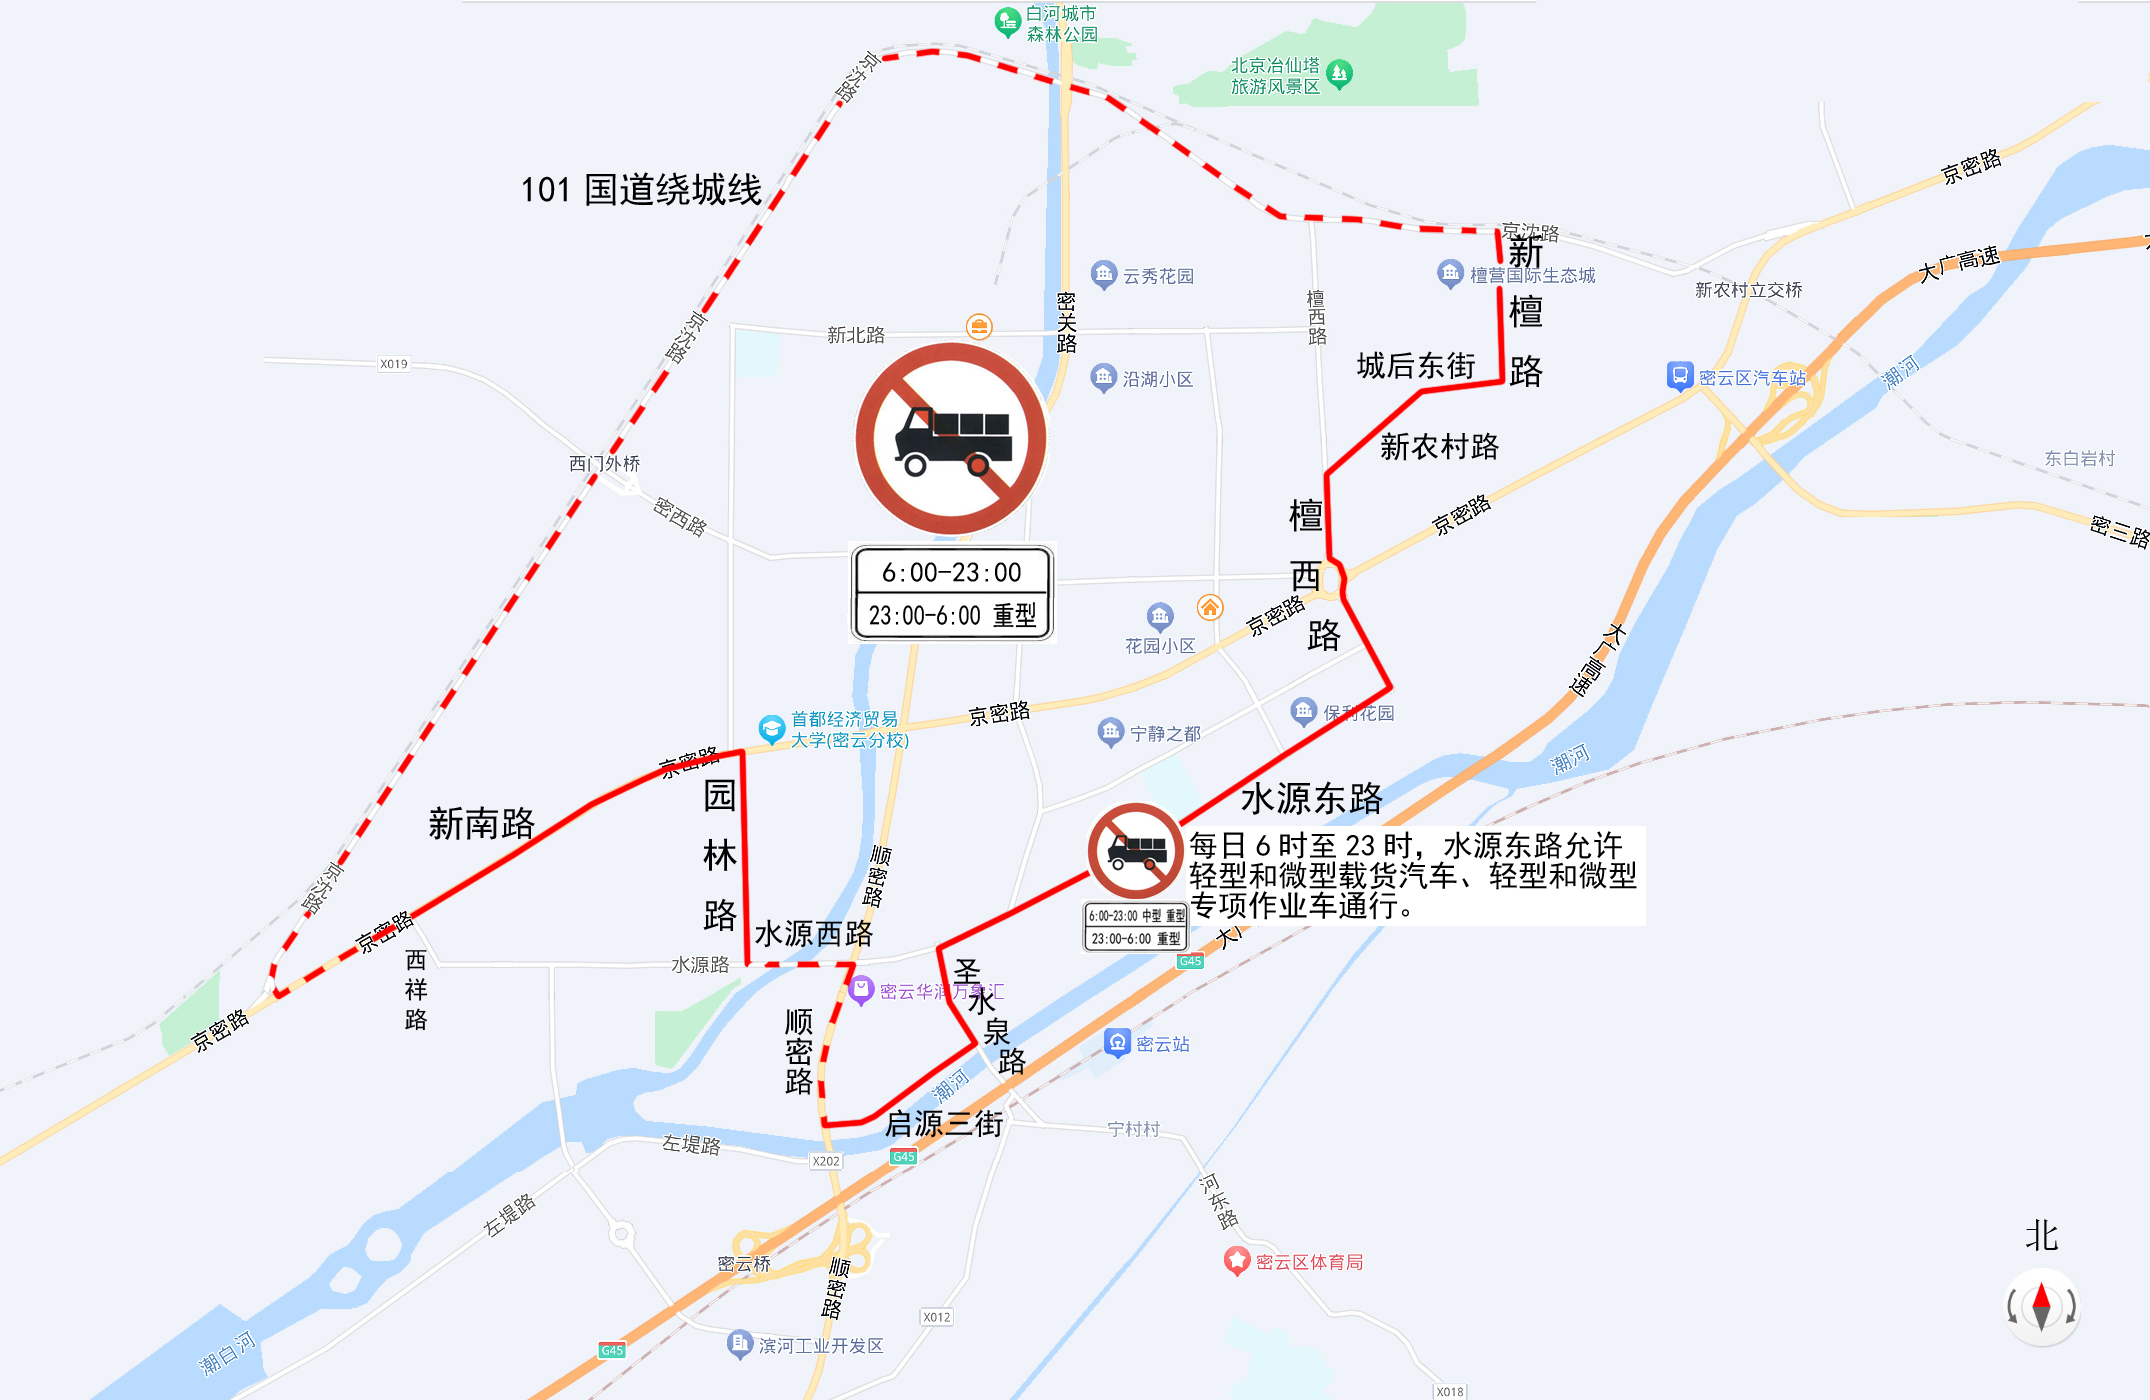 白河城市
森林公园
北京冶仙塔
旅游风景区
京沈路
京密路
101 国道绕城线
京沈路
新檀路
大广高速
云秀花园
檀营国际生态城
新农村立交桥
密关路
檀西路
京沈路
新北路
X019
城后东街
沿湖小区
密云区汽车站
潮河
新农村路
西门外桥
东白岩村
密西路
京密路
密三路
檀西路
6:00-23:00
23:00-6:00 重型
花园小区
京密路
大广高速
首都经济贸易
大学(密云分校)
京密路
保利花园
宁静之都
京密路
潮河
园林路
新南路
水源东路
每日 6 时至 23 时，水源东路允许
轻型和微型载货汽车、轻型和微型
专项作业车通行。
顺密路
京沈路
6:00-23:00 中型 重型
23:00-6:00 重型
京密路
水源西路
大广
水源路
G45
西祥路
密云华润万象汇
圣水泉路
京密路
顺密路
密云站
潮河
启源三街
宁村村
左堤路
X202
G45
河东路
左堤路
北
密云桥
顺密路
密云区体育局
X012
潮白河
G45
滨河工业开发区
X018